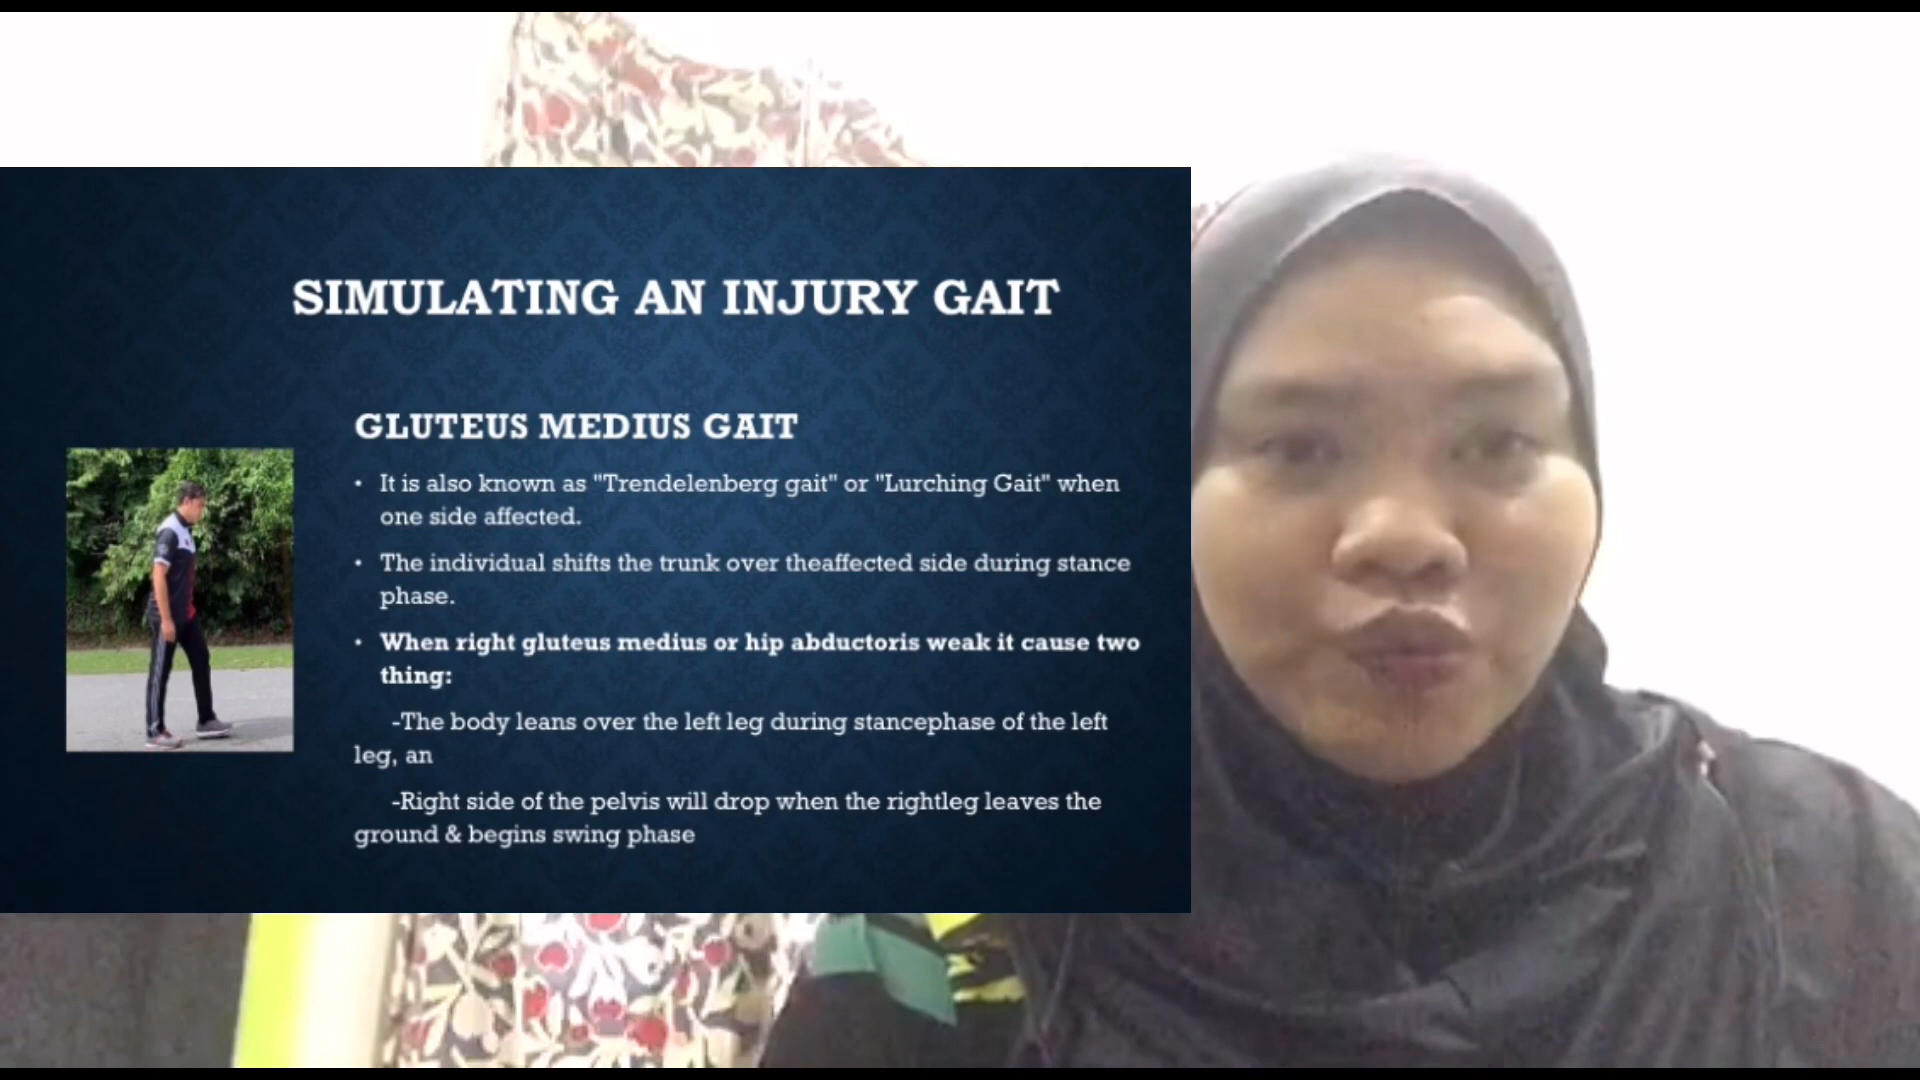 SIMULATING AN INJURY GAIT
GLUTEUS MEDIUS GAIT
• It is also known as "Trendelenberg gait" or "Lurching Gait" when
one side affected.
• The individual shifts the trunk over theaffected side during stance
phase.
• When right gluteus medius or hip abductoris weak it cause two
thing:
-The body leans over the left leg during stancephase of the left
leg, an
-Right side of the pelvis will drop when the rightleg leaves the
ground & begins swing phase